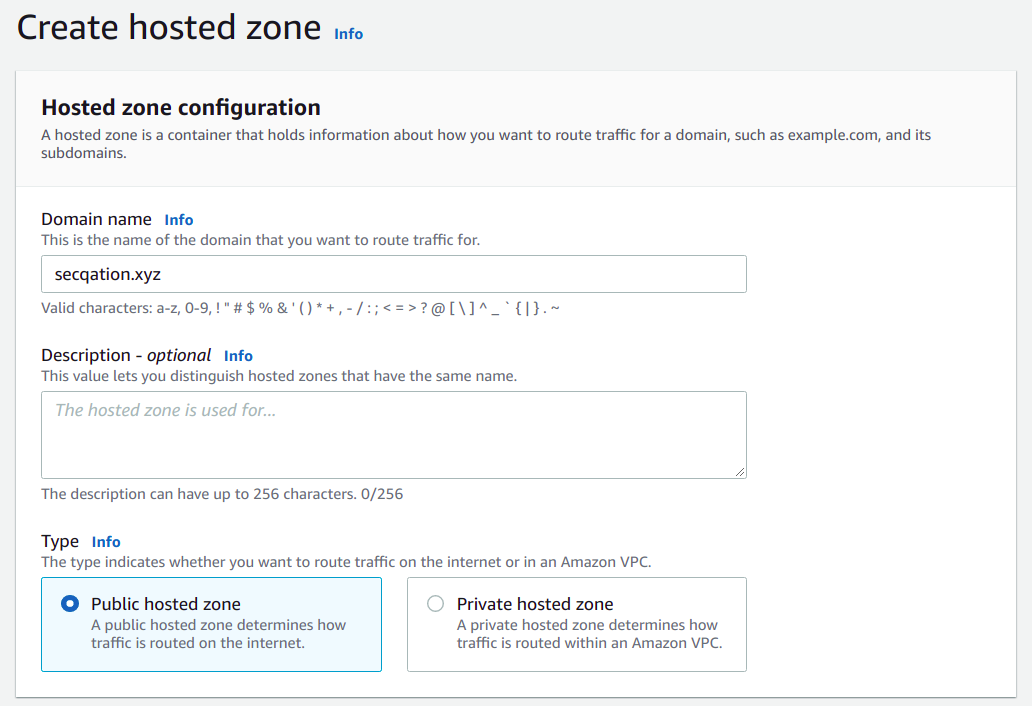 Create hosted zone Info
Hosted zone configuration
A hosted zone is a container that holds information about how you want to route traffic for a domain, such as example.com, and its
subdomains.
Domain name Info
This is the name of the domain that you want to route traffic for.
secqation.xyz
Valid characters: a-z, 0-9, ! " # $ % & ' ( ) * + , - / : ; < = > ? @ [ \ ] ^ _ ` { | } . ~
Description - optional Info
This value lets you distinguish hosted zones that have the same name.
The hosted zone is used for...
The description can have up to 256 characters. 0/256
Type Info
The type indicates whether you want to route traffic on the internet or in an Amazon VPC.
Public hosted zone
A public hosted zone determines how
traffic is routed on the internet.
Private hosted zone
A private hosted zone determines how
traffic is routed within an Amazon VPC.